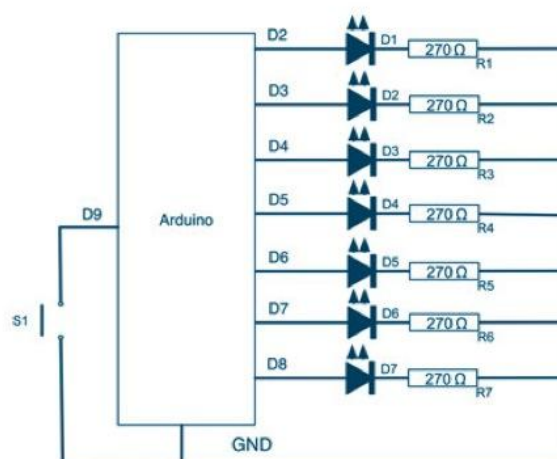 D2
D1
270 Ω
R1
D3
D2
270 Ω
R2
D4
D3
270 Ω
R3
D9
Arduino
D5
D4
270 Ω
R4
D6
D5
270 Ω
R5
S1
D7
D6
270 Ω
R6
D8
D7
270 Ω
R7
GND